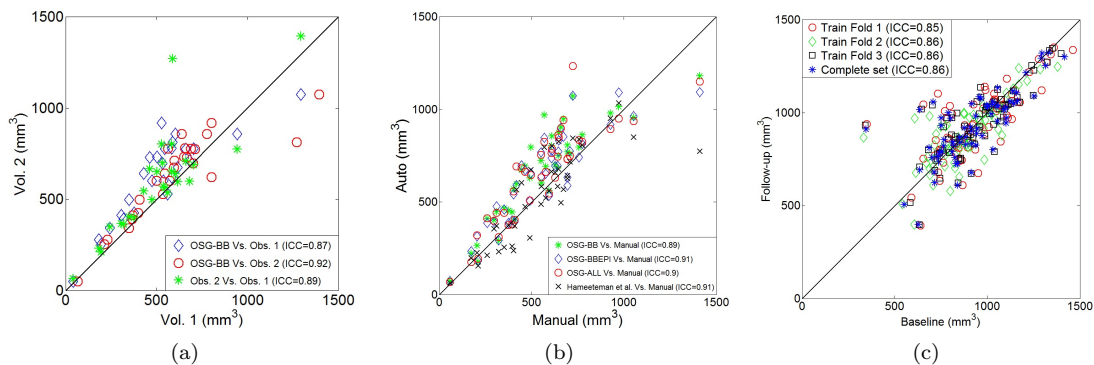 1500
1000
500
0
0
500
1000
1500
Vol. 2 (mm3)
Vol. 1 (mm3)
OSG-BB Vs. Obs. 1 (ICC=0.87)
OSG-BB Vs. Obs. 2 (ICC=0.92)
Obs. 2 Vs. Obs. 1 (ICC=0.89)
(a)
1500
1000
500
0
0
500
1000
1500
Auto (mm3)
Manual (mm3)
OSG-BB Vs. Manual (ICC=0.89)
OSG-BBEPI Vs. Manual (ICC=0.91)
OSG-ALL Vs. Manual (ICC=0.9)
Hameeteman et al. Vs. Manual (ICC=0.91)
(b)
1500
1000
500
0
0
500
1000
1500
Follow-up (mm3)
Baseline (mm3)
Train Fold 1 (ICC=0.85)
Train Fold 2 (ICC=0.86)
Train Fold 3 (ICC=0.86)
Complete set (ICC=0.86)
(c)